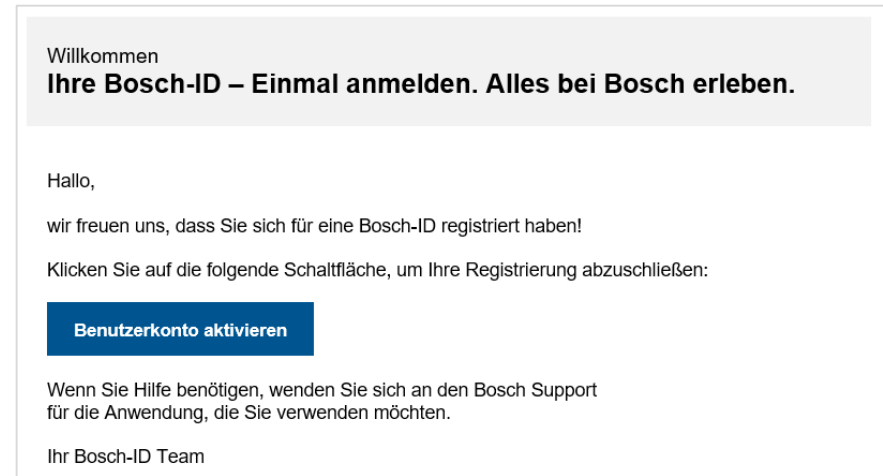 Willkommen
Ihre Bosch-ID – Einmal anmelden. Alles bei Bosch erleben.
Hallo,
wir freuen uns, dass Sie sich für eine Bosch-ID registriert haben!
Klicken Sie auf die folgende Schaltfläche, um Ihre Registrierung abzuschließen:
Benutzerkonto aktivieren
Wenn Sie Hilfe benötigen, wenden Sie sich an den Bosch Support
für die Anwendung, die Sie verwenden möchten.
Ihr Bosch-ID Team